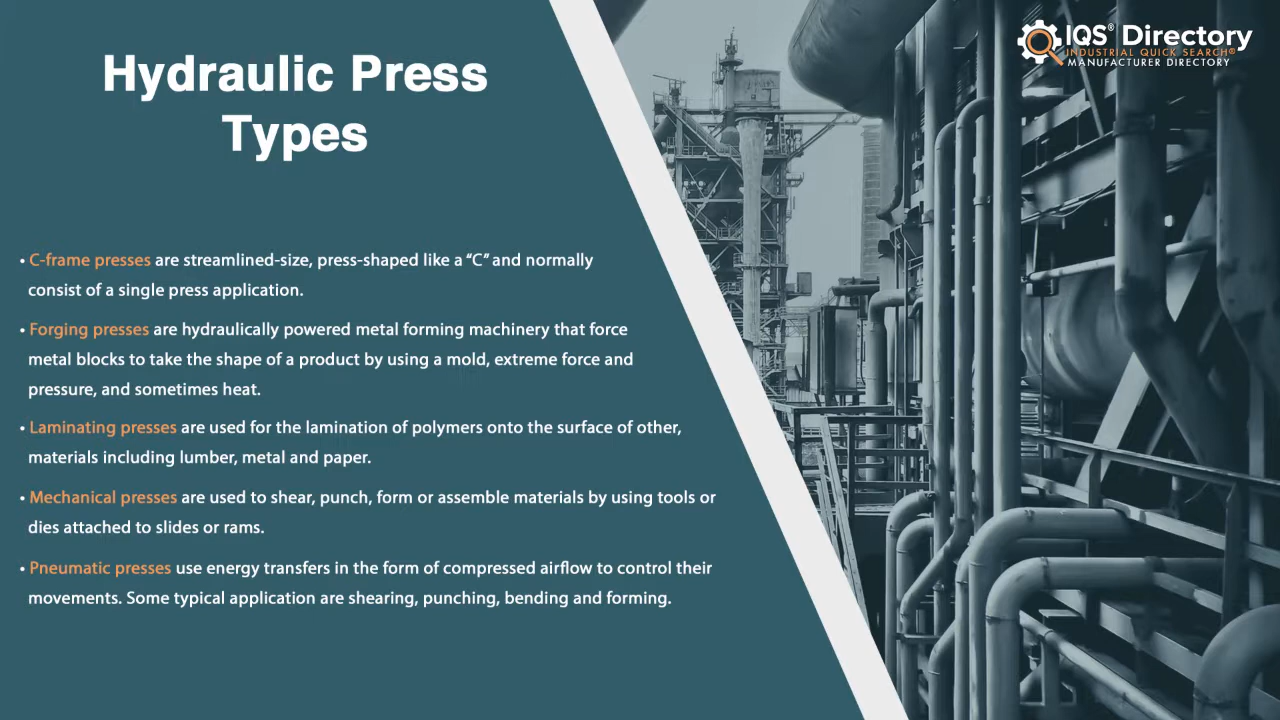 Hydraulic Press
Types
IQS® Directory
INDUSTRIAL QUICK SEARCH®
MANUFACTURER DIRECTORY
• C-frame presses are streamlined-size, press-shaped like a “C” and normally
consist of a single press application.
• Forging presses are hydraulically powered metal forming machinery that force
metal blocks to take the shape of a product by using a mold, extreme force and
pressure, and sometimes heat.
• Laminating presses are used for the lamination of polymers onto the surface of other,
materials including lumber, metal and paper.
• Mechanical presses are used to shear, punch, form or assemble materials by using tools or
dies attached to slides or rams.
• Pneumatic presses use energy transfers in the form of compressed airflow to control their
movements. Some typical application are shearing, punching, bending and forming.